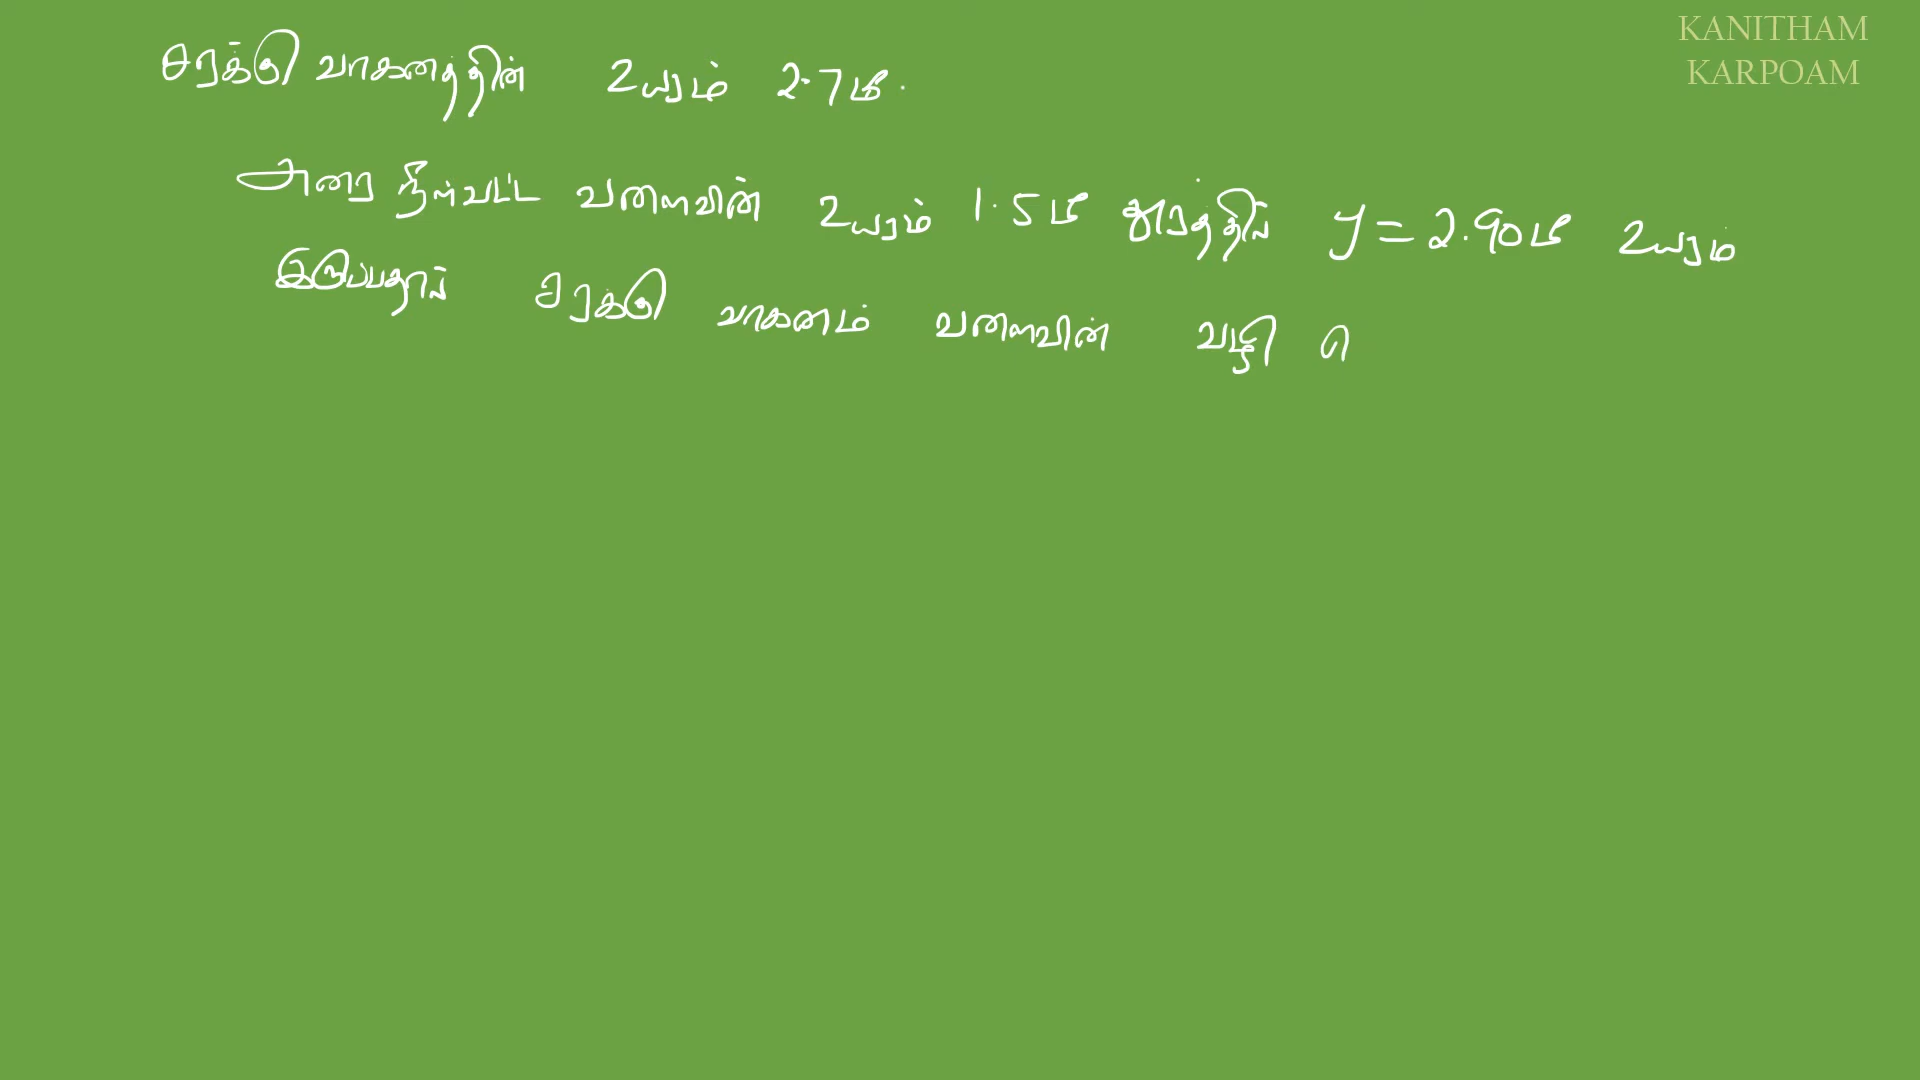 KANITHAM
KARPOAM
சரக்கு வாகனத்தின் உயரம் 2.7மீ.
அரை நீள்வட்ட வளைவின் உயரம் 1.5மீ தூரத்தில் y = 2.90மீ உயரம்
இருப்பதால் சரக்கு வாகனம் வளைவின் வழி